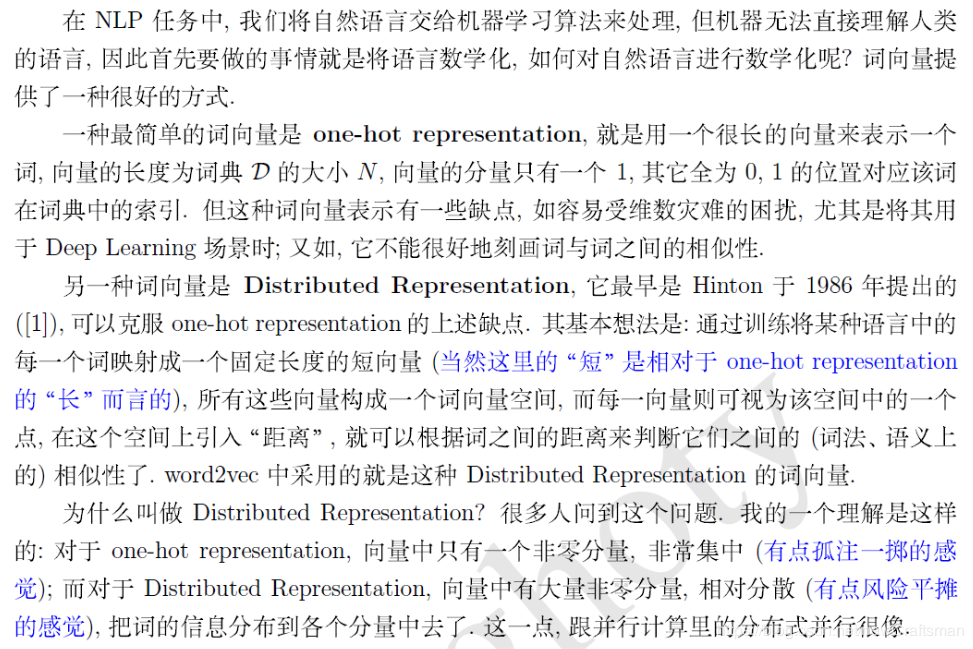 在 NLP 任务中, 我们将自然语言交给机器学习算法来处理, 但机器无法直接理解人类
的语言, 因此首先要做的事情就是将语言数学化, 如何对自然语言进行数学化呢? 词向量提
供了一种很好的方式.
一种最简单的词向量是 one-hot representation, 就是用一个很长的向量来表示一个
词, 向量的长度为词典 D 的大小 N, 向量的分量只有一个 1, 其它全为 0, 1 的位置对应该词
在词典中的索引. 但这种词向量表示有一些缺点, 如容易受维数灾难的困扰, 尤其是将其用
于 Deep Learning 场景时; 又如, 它不能很好地刻画词与词之间的相似性.
另一种词向量是 Distributed Representation, 它最早是 Hinton 于 1986 年提出的
([1]), 可以克服 one-hot representation 的上述缺点. 其基本想法是: 通过训练将某种语言中的
每一个词映射成一个固定长度的短向量 (当然这里的 “短” 是相对于 one-hot representation
的 “长” 而言的), 所有这些向量构成一个词向量空间, 而每一向量则可视为该空间中的一个
点, 在这个空间上引入 “距离”, 就可以根据词之间的距离来判断它们之间的 (词法、语义上
的) 相似性了. word2vec 中采用的就是这种 Distributed Representation 的词向量.
为什么叫做 Distributed Representation? 很多人问到这个问题. 我的一个理解是这样
的: 对于 one-hot representation, 向量中只有一个非零分量, 非常集中 (有点孤注一掷的感
觉); 而对于 Distributed Representation, 向量中有大量非零分量, 相对分散 (有点风险平摊
的感觉), 把词的信息分布到各个分量中去了. 这一点, 跟并行计算里的分布式并行很像.